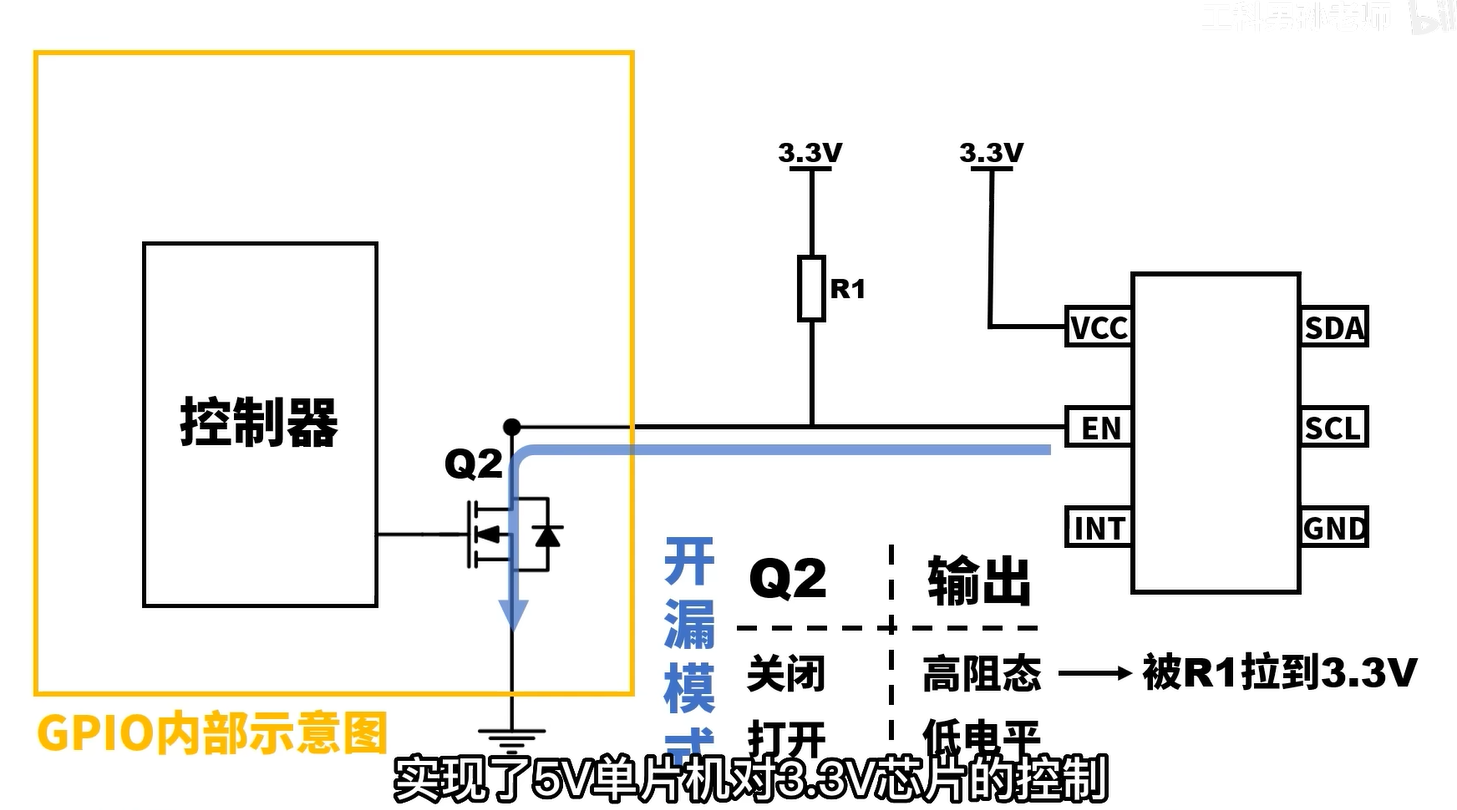 3.3V
3.3V
R1
控制器
VCC
SDA
EN
SCL
INT
GND
Q2
开漏模式
Q2 输出
关闭 高阻态 被R1拉到3.3V
打开 低电平
GPIO内部示意图
实现了5V单片机对3.3V芯片的控制